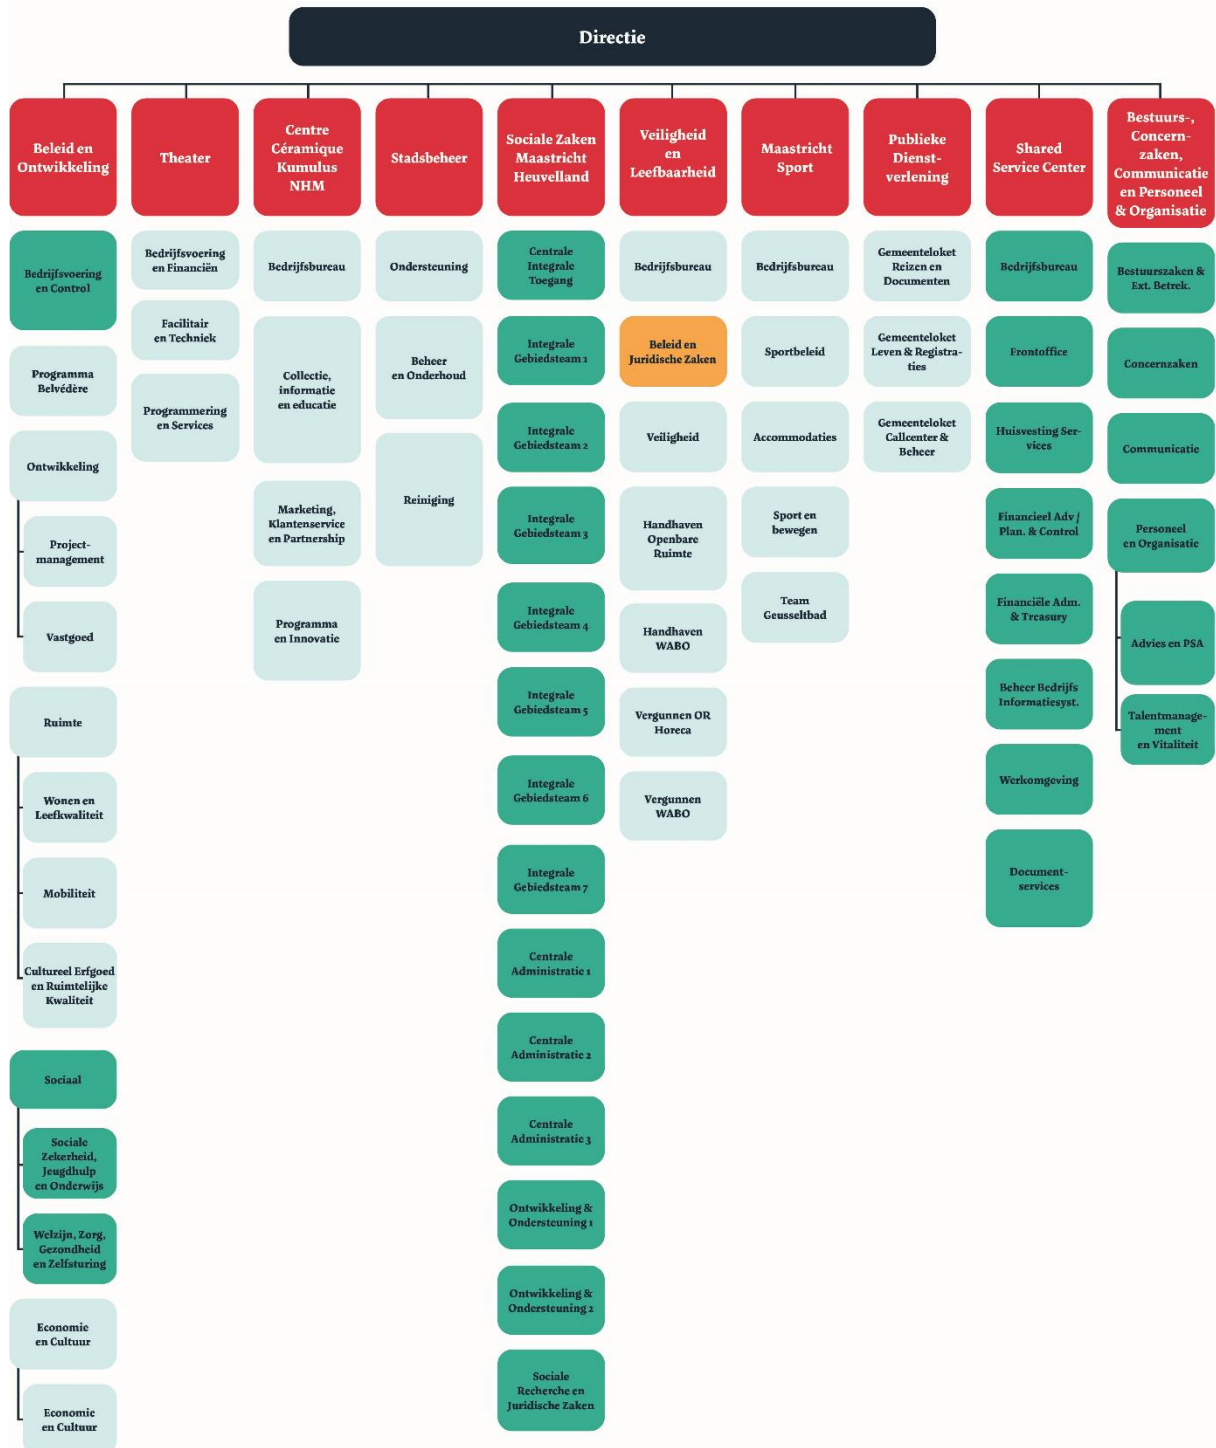 Directie
Beleid en
Ontwikkeling
Theater
Centre
Céramique
Kumulus
NHM
Stadsbeheer
Sociale Zaken
Maastricht
Heuvelland
Veiligheid
en
Leefbaarheid
Maastricht
Sport
Publieke
Dienst-
verlening
Shared
Service Center
Bestuurs-,
Concern-
zaken,
Communicatie
en Personeel
& Organisatie
Bedrijfsvoering
en Control
Programma
Belvédère
Ontwikkeling
Project-
management
Vastgoed
Ruimte
Wonen en
Leefkwaliteit
Mobiliteit
Cultureel Erfgoed
en Ruimtelijke
Kwaliteit
Sociaal
Sociale
Zekerheid,
Jeugdhulp
en Onderwijs
Welzijn, Zorg,
Gezondheid
en Zelfsturing
Economie
en Cultuur
Economie
en Cultuur
Bedrijfsvoering
en Financiën
Facilitair
en Techniek
Programmering
en Services
Bedrijfsbureau
Collectie,
informatie
en educatie
Marketing,
Klantenservice
en Partnership
Programma
en Innovatie
Ondersteuning
Beheer
en Onderhoud
Reiniging
Centrale
Integrale
Toegang
Integrale
Gebiedsteam 1
Integrale
Gebiedsteam 2
Integrale
Gebiedsteam 3
Integrale
Gebiedsteam 4
Integrale
Gebiedsteam 5
Integrale
Gebiedsteam 6
Integrale
Gebiedsteam 7
Centrale
Administratie 1
Centrale
Administratie 2
Centrale
Administratie 3
Ontwikkeling &
Ondersteuning 1
Ontwikkeling &
Ondersteuning 2
Sociale
Recherche en
Juridische Zaken
Bedrijfsbureau
Beleid en
Juridische Zaken
Veiligheid
Handhaven
Openbare
Ruimte
Handhaven
WABO
Vergunnen OR
Horeca
Vergunnen
WABO
Bedrijfsbureau
Sportbeleid
Accommodaties
Sport en
bewegen
Team
Geusseltbad
Gemeenteloket
Reizen en
Documenten
Gemeenteloket
Leven & Registra-
ties
Gemeenteloket
Callcenter &
Beheer
Bedrijfsbureau
Frontoffice
Huisvesting Ser-
vices
Financieel Adv /
Plan. & Control
Financiële Adm.
& Treasury
Beheer Bedrijfs
Informatiesyst.
Werkomgeving
Document-
services
Bestuurszaken &
Ext. Betrek.
Concernzaken
Communicatie
Personeel
en Organisatie
Advies en PSA
Talentmanage-
ment
en Vitaliteit